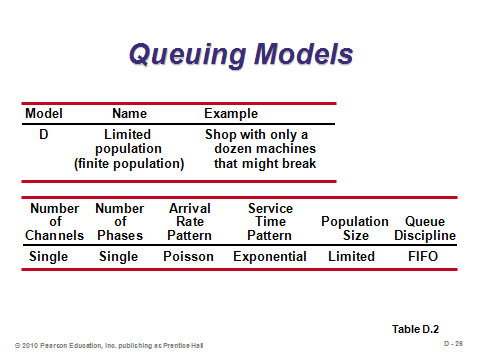 Queuing Models
Model Name Example
D Limited Shop with only a
population dozen machines
(finite population) that might break
Number Number Arrival Service
of of Rate Time Population Queue
Channels Phases Pattern Pattern Size Discipline
Single Single Poisson Exponential Limited FIFO
Table D.2
© 2010 Pearson Education, Inc. publishing as Prentice Hall
D - 26